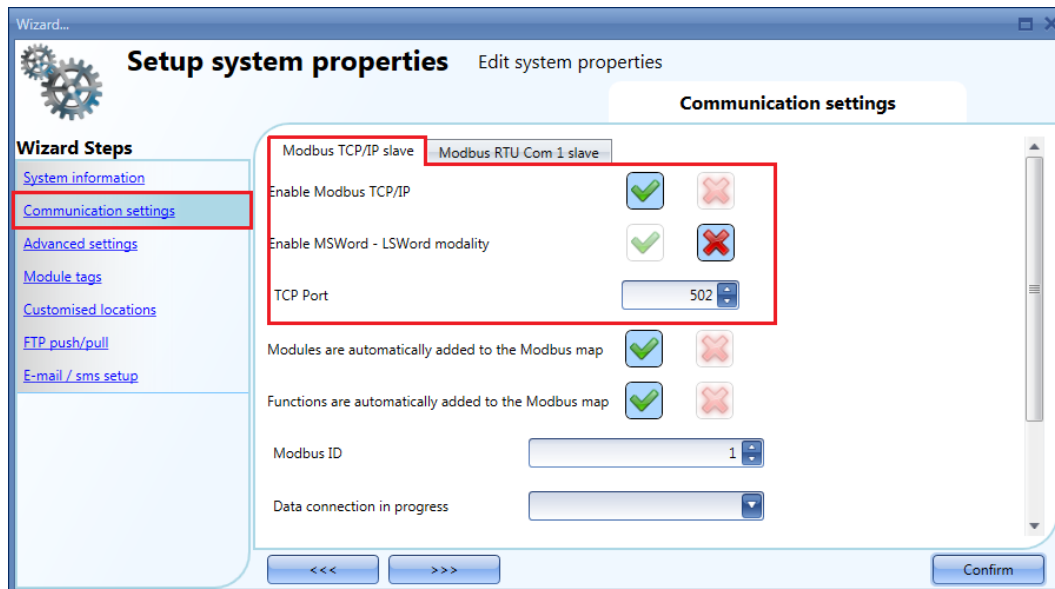 Wizard...
Setup system properties Edit system properties
Communication settings
Wizard Steps
System information
Communication settings
Advanced settings
Module tags
Customised locations
FTP push/pull
E-mail / sms setup
Modbus TCP/IP slave Modbus RTU Com 1 slave
Enable Modbus TCP/IP
Enable MSWord - LSWord modality
TCP Port 502
Modules are automatically added to the Modbus map
Functions are automatically added to the Modbus map
Modbus ID 1
Data connection in progress
<<< >>> Confirm